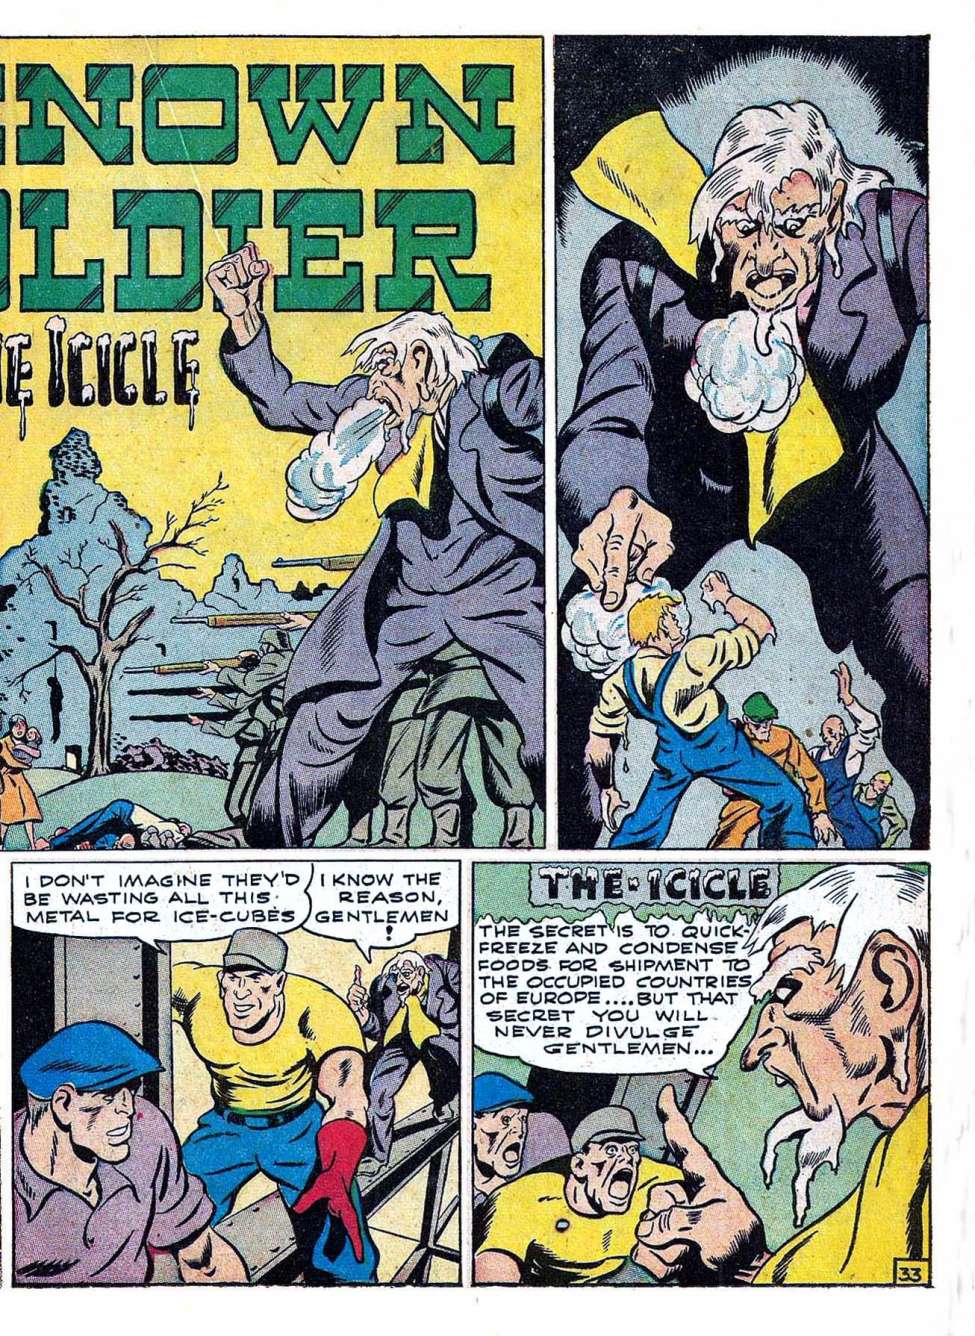 KNOWN
OLDIER
HE ICICLE
I DON'T IMAGINE THEY'D
BE WASTING ALL THIS
METAL FOR ICE-CUBES
I KNOW THE
REASON,
GENTLEMEN
!
THE ICICLE
THE SECRET IS TO QUICK-
FREEZE AND CONDENSE
FOODS FOR SHIPMENT TO
THE OCCUPIED COUNTRIES
OF EUROPE....BUT THAT
SECRET YOU WILL
NEVER DIVULGE
GENTLEMEN...
33